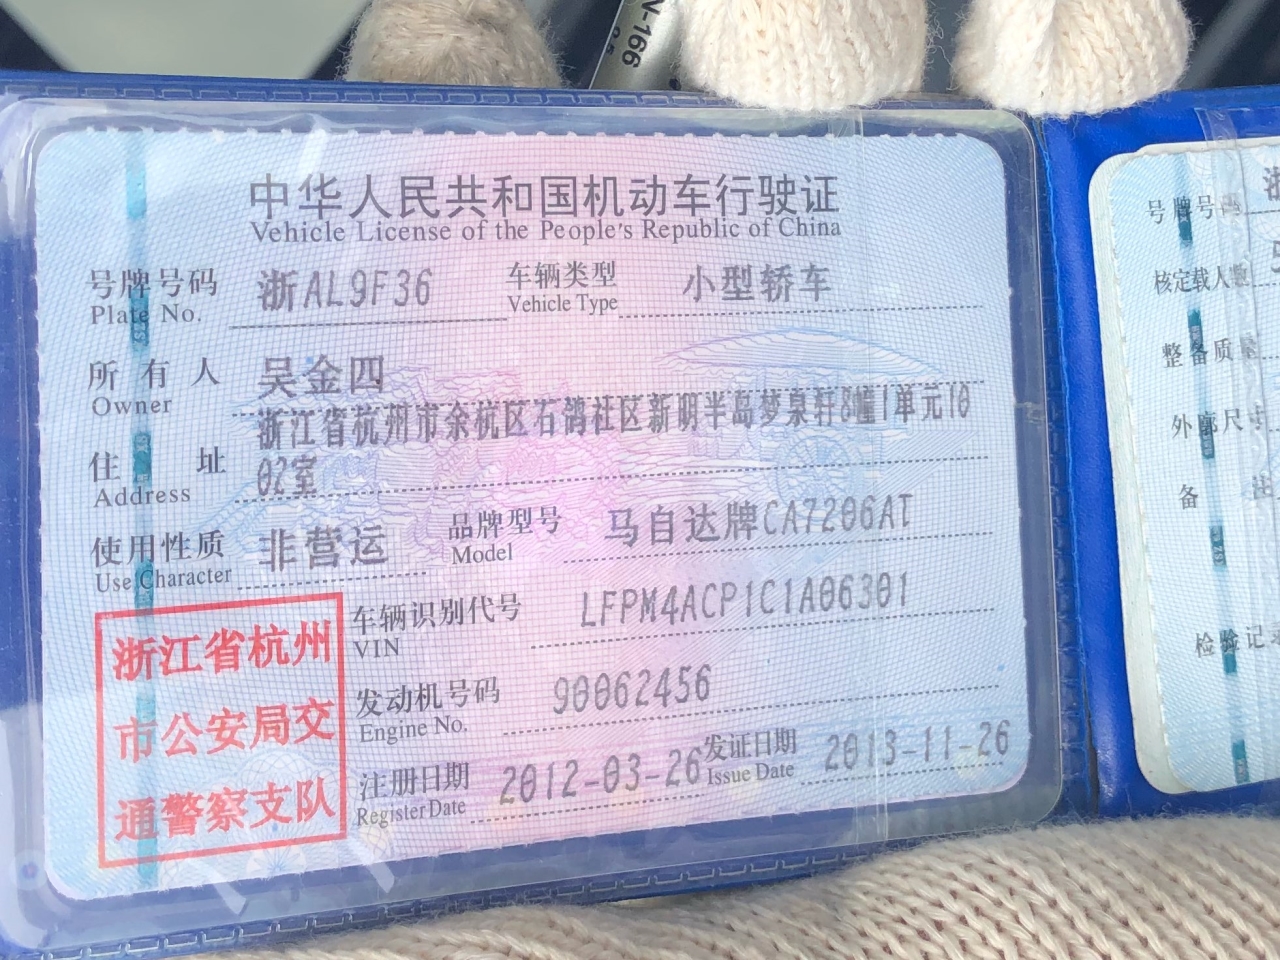 N-166
中华人民共和国机动车行驶证
Vehicle License of the People's Republic of China
号牌号码 浙AL9F36 车辆类型 小型轿车
Plate No. Vehicle Type
所有人 吴金四
Owner
浙江省杭州市余杭区石鸽社区新明半岛梦泉轩8幢1单元10
住址 02室
Address
使用性质 非营运 品牌型号 马自达牌CA7206AT
Use Character Model
车辆识别代号 LFPM4ACP1C1A06301
VIN
发动机号码 90062456
Engine No.
注册日期 2012-03-26 发证日期 2013-11-26
Register Date Issue Date
浙江省杭州
市公安局交
通警察支队
号牌号码 浙
核定载人数
整备质量
外廓尺寸
备注
检验记录